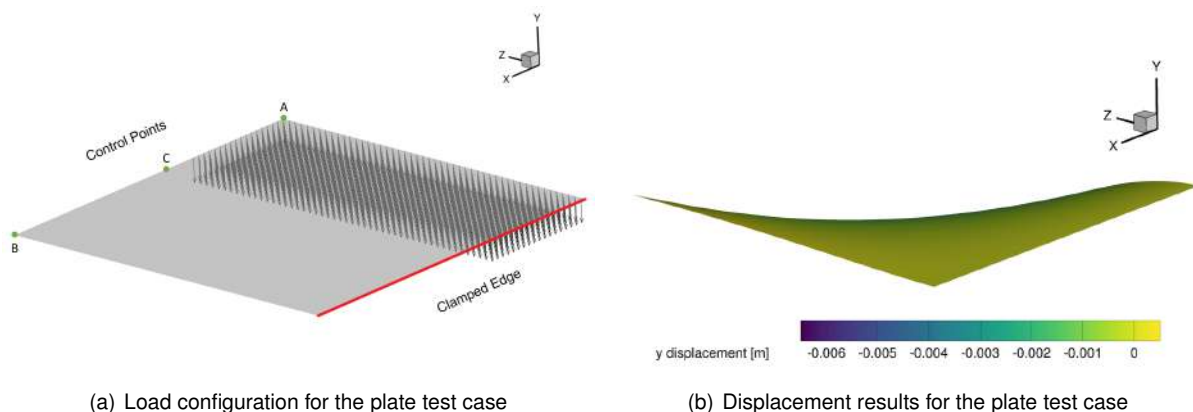 Y
Z
X
A
Control Points
C
B
Clamped Edge
(a) Load configuration for the plate test case
Y
Z
X
y displacement [m]
-0.006 -0.005 -0.004 -0.003 -0.002 -0.001 0
(b) Displacement results for the plate test case